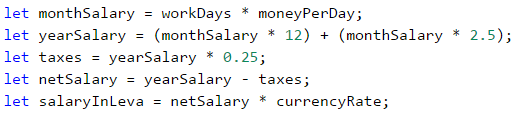 let monthSalary = workDays * moneyPerDay;
let yearSalary = (monthSalary * 12) + (monthSalary * 2.5);
let taxes = yearSalary * 0.25;
let netSalary = yearSalary - taxes;
let salaryInLeva = netSalary * currencyRate;